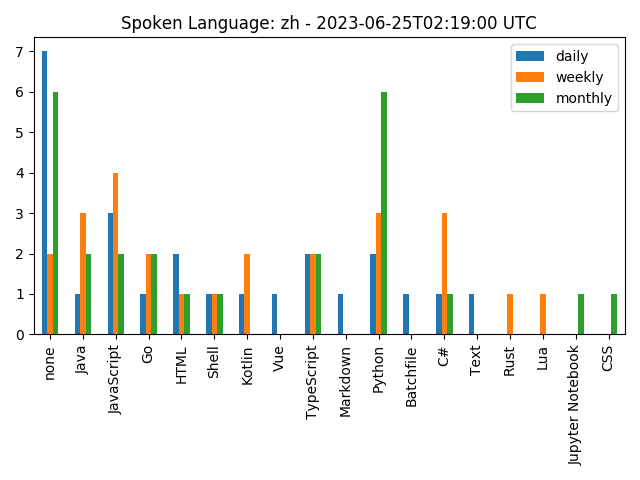 Spoken Language: zh - 2023-06-25T02:19:00 UTC
daily
weekly
monthly
7
6
5
4
3
2
1
0
none
Java
JavaScript
Go
HTML
Shell
Kotlin
Vue
TypeScript
Markdown
Python
Batchfile
C#
Text
Rust
Lua
Jupyter Notebook
CSS